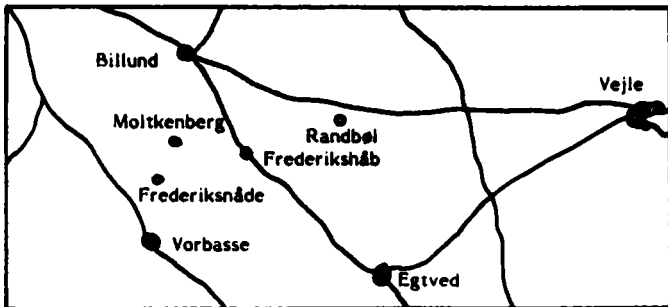 Billund
Vejle
Moltkenberg
Randbøl
Frederikshåb
Frederiksnåde
Vorbasse
Egtved